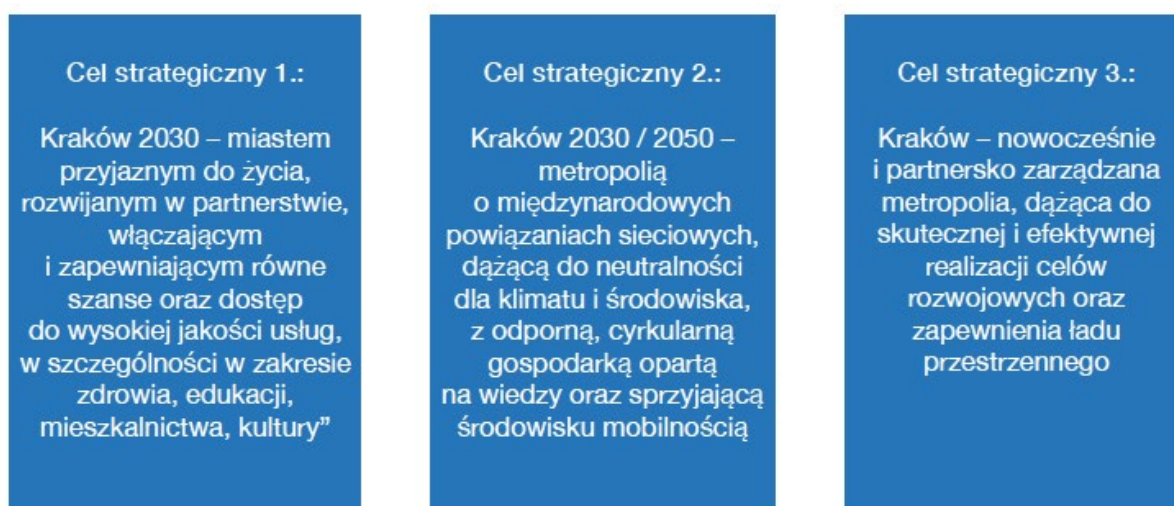 Cel strategiczny 1.:
Kraków 2030 – miastem
przyjaznym do życia,
rozwijanym w partnerstwie,
włączającym
i zapewniającym równe
szanse oraz dostęp
do wysokiej jakości usług,
w szczególności w zakresie
zdrowia, edukacji,
mieszkalnictwa, kultury”
Cel strategiczny 2.:
Kraków 2030 / 2050 –
metropolią
o międzynarodowych
powiązaniach sieciowych,
dążącą do neutralności
dla klimatu i środowiska,
z odporną, cyrkularną
gospodarką opartą
na wiedzy oraz sprzyjającą
środowisku mobilnością
Cel strategiczny 3.:
Kraków – nowocześnie
i partnersko zarządzana
metropolia, dążąca do
skutecznej i efektywnej
realizacji celów
rozwojowych oraz
zapewnienia ładu
przestrzennego